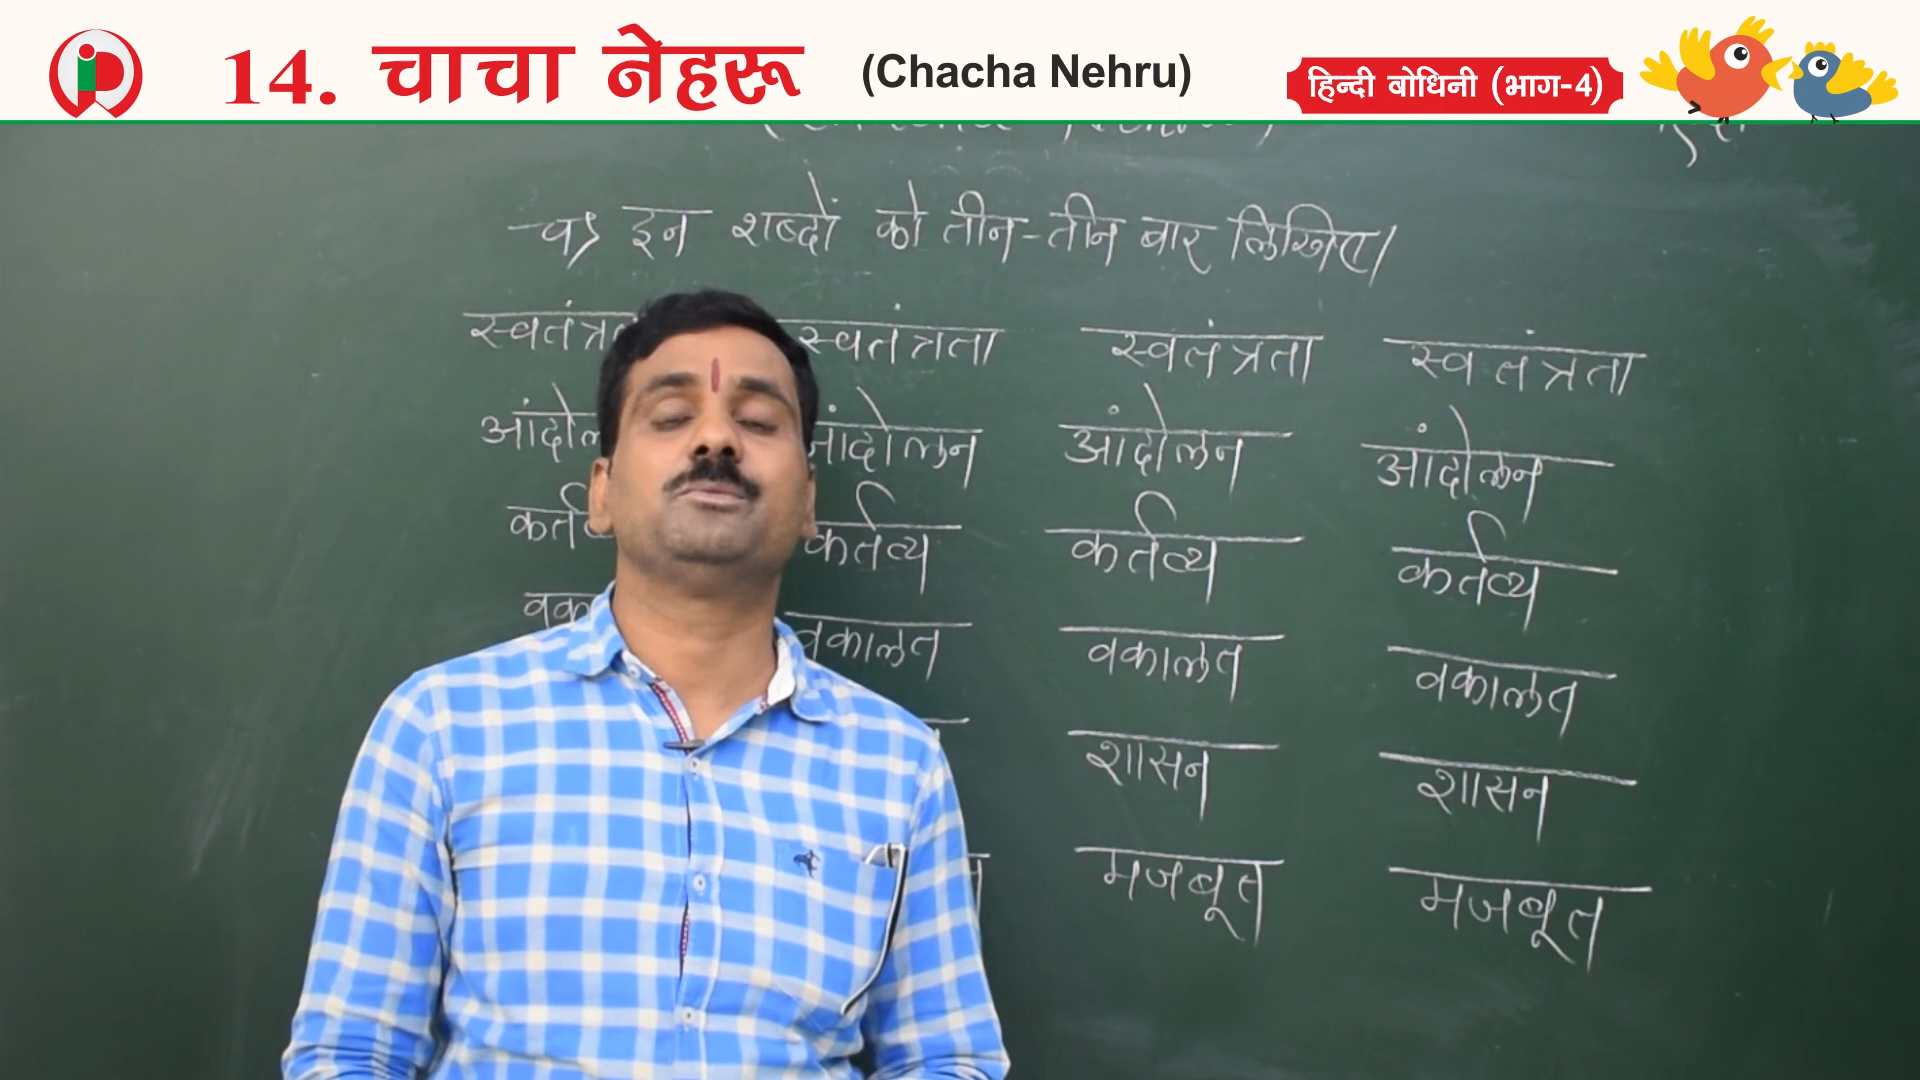 14. चाचा नेहरू (Chacha Nehru)
हिन्दी बोधिनी (भाग-4)
इन शब्दों को तीन-तीन बार लिखिए।
स्वतंत्रता स्वतंत्रता स्वतंत्रता
आंदोलन आंदोलन
कर्तव्य कर्तव्य कर्तव्य
वकालत वकालत वकालत
शासन शासन
मजबूत मजबूत